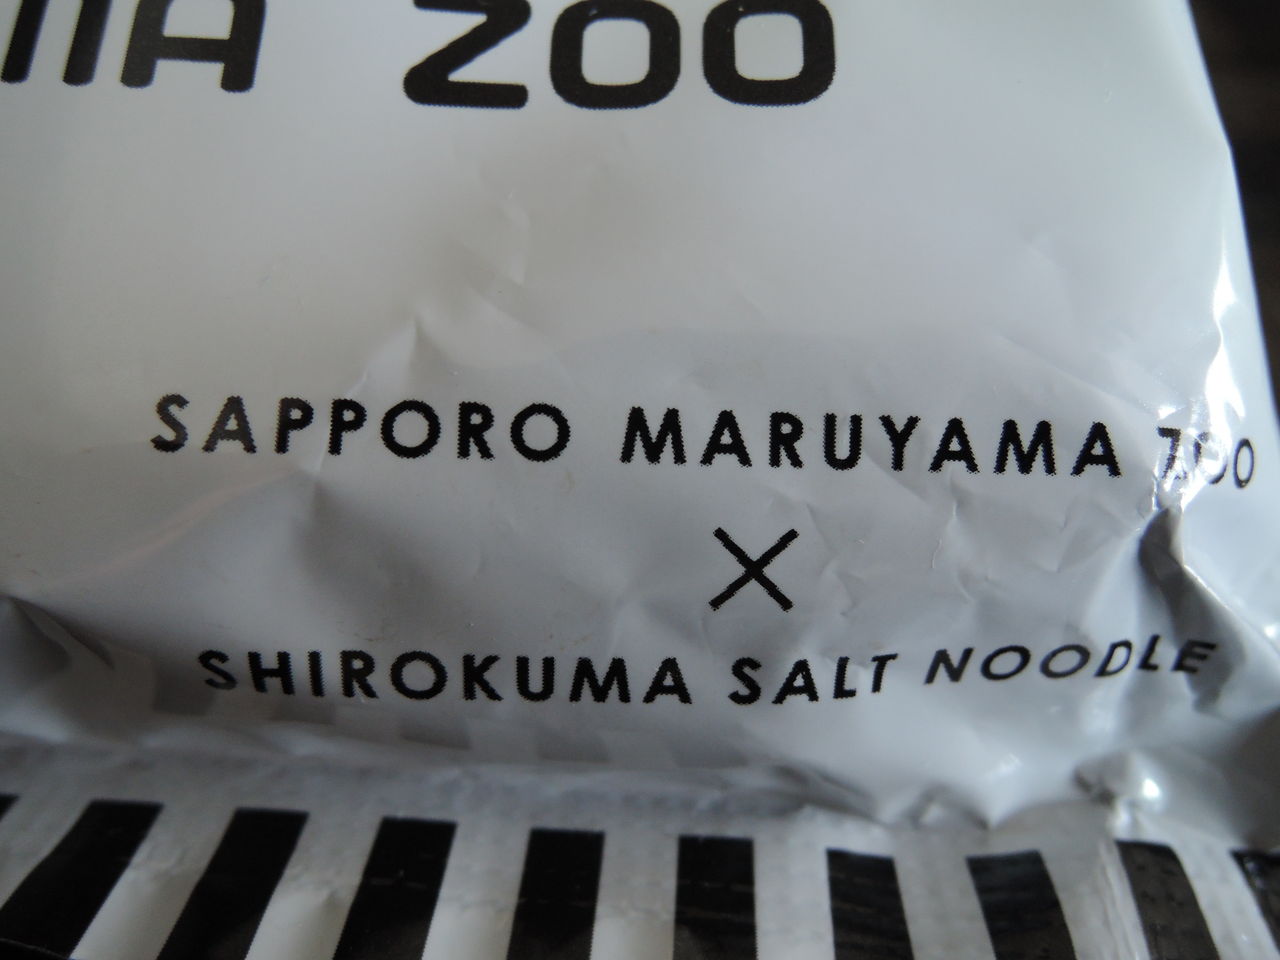 ZOO
SAPPORO MARUYAMA ZOO
×
SHIROKUMA SALT NOODLE